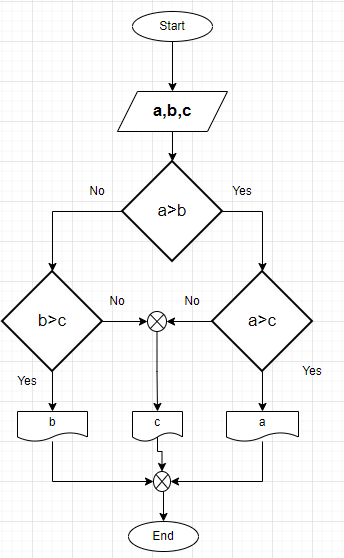 Start
a,b,c
No
Yes
a>b
b>c
No
No
a>c
Yes
Yes
b
c
a
End